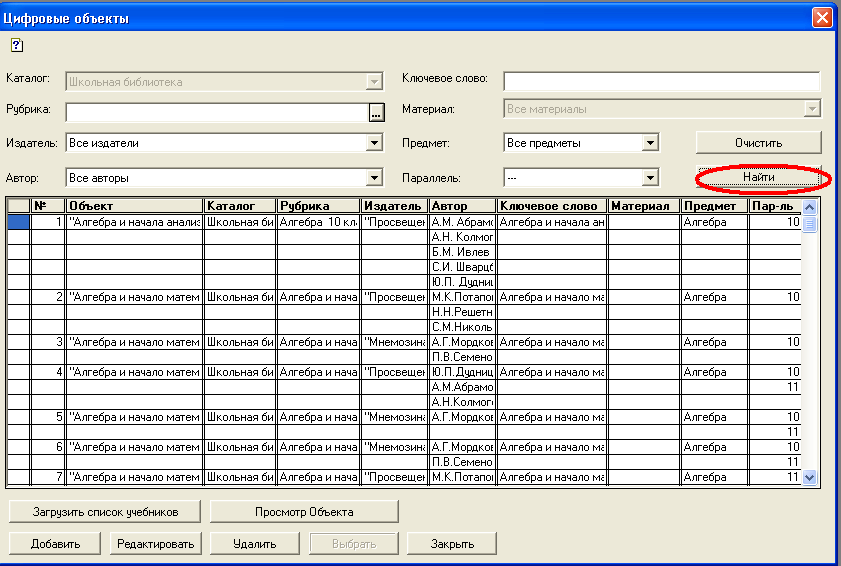 Цифровые объекты
?
Каталог: Школьная библиотека Ключевое слово:
Рубрика: ... Материал: Все материалы
Издатель: Все издатели Предмет: Все предметы Очистить
Автор: Все авторы Параллель: --- Найти
№ Объект Каталог Рубрика Издатель Автор Ключевое слово Материал Предмет Пар-ль
1 "Алгебра и начала анализ Школьная би Алгебра 10 кл. "Просвещен А.М. Абрамо Алгебра и начала ан Алгебра 10
А.Н. Колмог
Б.М. Ивлев
С.И. Шварцб
Ю.П. Дудниц
2 "Алгебра и начало матем Школьная би Алгебра и нача "Просвещен М.К.Потапо Алгебра и начало ма Алгебра 10
Н.Н.Решетн
С.М.Николь
3 "Алгебра и начало матем Школьная би Алгебра и нача "Мнемозина А.Г.Мордков Алгебра и начало ма Алгебра 10
П.В.Семено
4 "Алгебра и начало матем Школьная би Алгебра и нача "Просвещен Ю.П.Дудниц Алгебра и начало ма Алгебра 10
А.М.Абрамо 11
А.Н.Колмого
5 "Алгебра и начало матем Школьная би Алгебра и нача "Мнемозина А.Г.Мордков Алгебра и начало ма Алгебра 10
11
6 "Алгебра и начало матем Школьная би Алгебра и нача "Мнемозина А.Г.Мордков Алгебра и начало ма Алгебра 10
П.В.Семено 11
7 "Алгебра и начало матем Школьная би Алгебра и нача "Просвещен М.К.Потапо Алгебра и начало ма Алгебра 11
Загрузить список учебников Просмотр Объекта
Добавить Редактировать Удалить Выбрать Закрыть